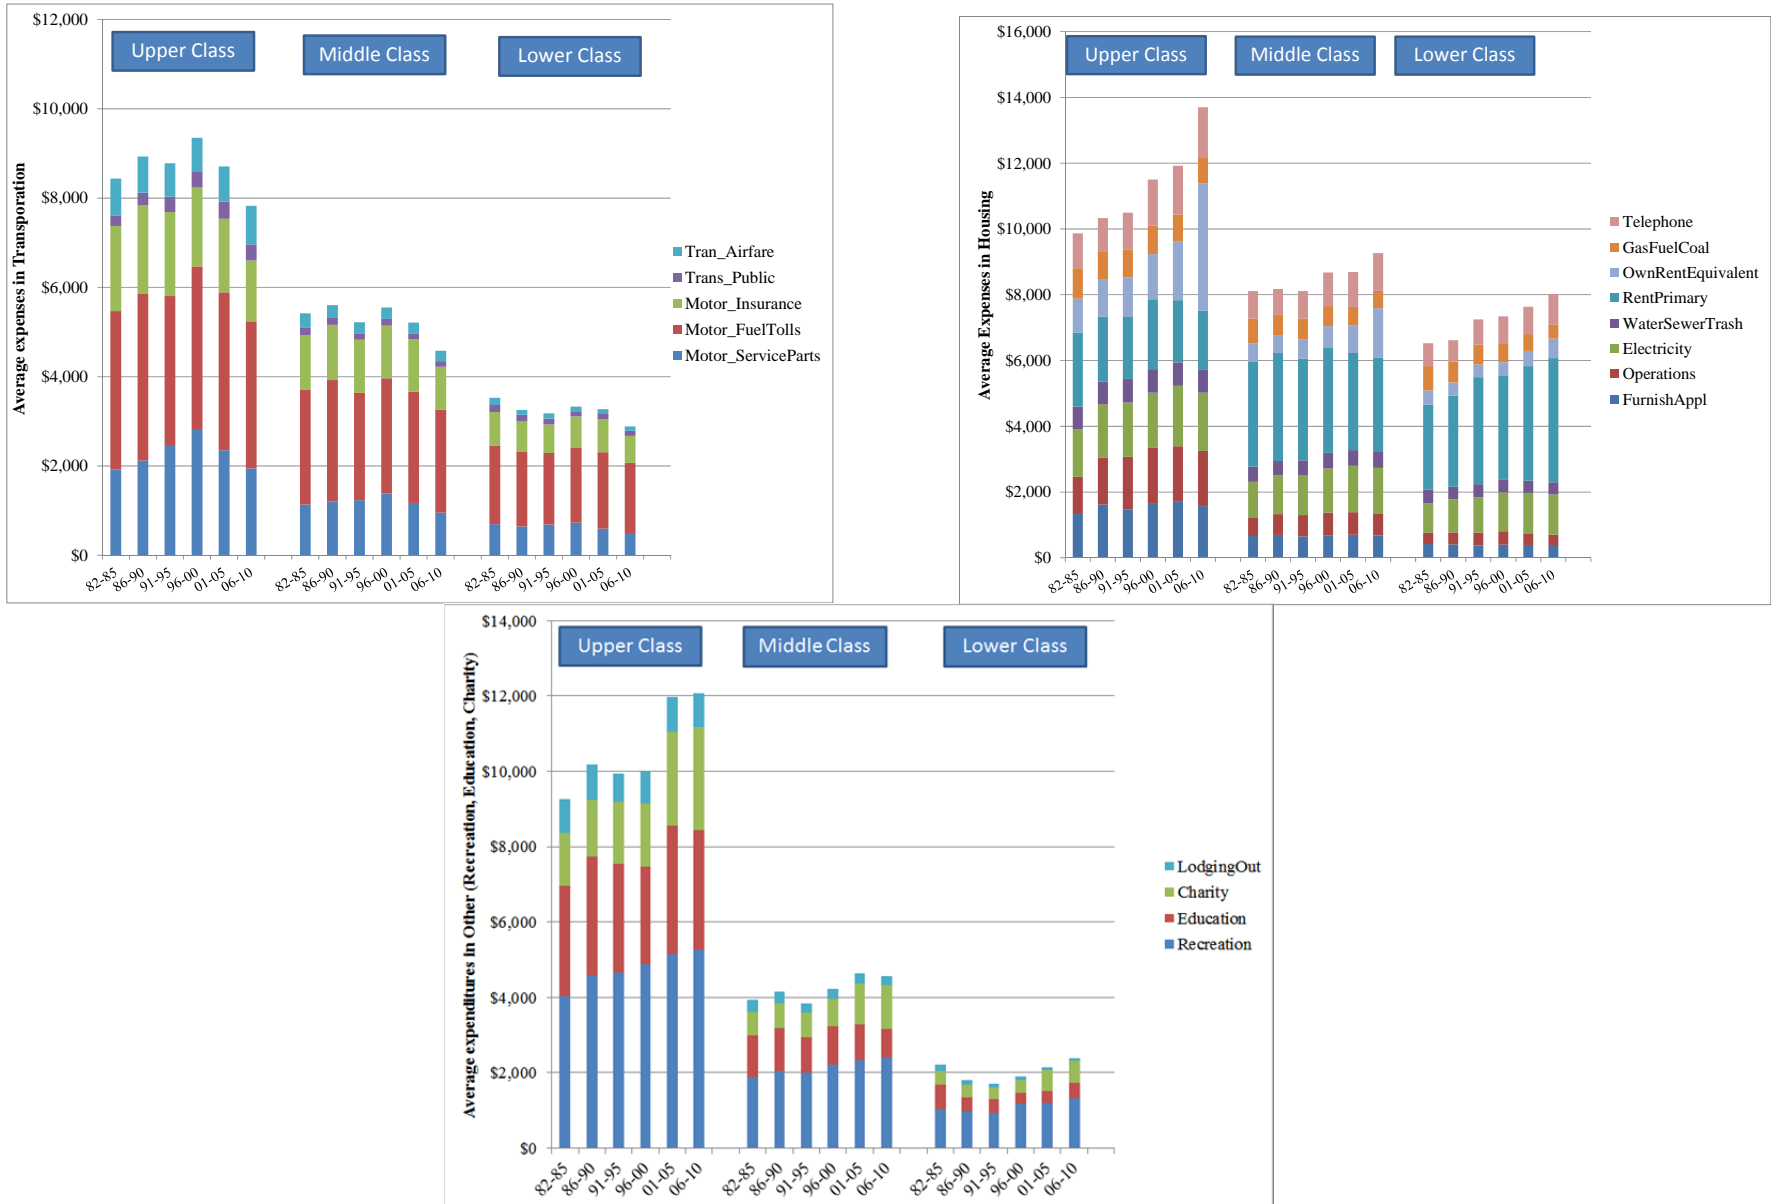 $12,000
$10,000
$8,000
$6,000
$4,000
$2,000
$0
Average expenses in Transporation
Upper Class
Middle Class
Lower Class
82-85
86-90
91-95
96-00
01-05
06-10
82-85
86-90
91-95
96-00
01-05
06-10
82-85
86-90
91-95
96-00
01-05
06-10
Tran_Airfare
Trans_Public
Motor_Insurance
Motor_FuelTolls
Motor_ServiceParts
$16,000
$14,000
$12,000
$10,000
$8,000
$6,000
$4,000
$2,000
$0
Average Expenses in Housing
Upper Class
Middle Class
Lower Class
82-85
86-90
91-95
96-00
01-05
06-10
82-85
86-90
91-95
96-00
01-05
06-10
82-85
86-90
91-95
96-00
01-05
06-10
Telephone
GasFuelCoal
OwnRentEquivalent
RentPrimary
WaterSewerTrash
Electricity
Operations
FurnishAppl
$14,000
$12,000
$10,000
$8,000
$6,000
$4,000
$2,000
$0
Average expenditures in Other (Recreation, Education, Charity)
Upper Class
Middle Class
Lower Class
82-85
86-90
91-95
96-00
01-05
06-10
82-85
86-90
91-95
96-00
01-05
06-10
82-85
86-90
91-95
96-00
01-05
06-10
LodgingOut
Charity
Education
Recreation